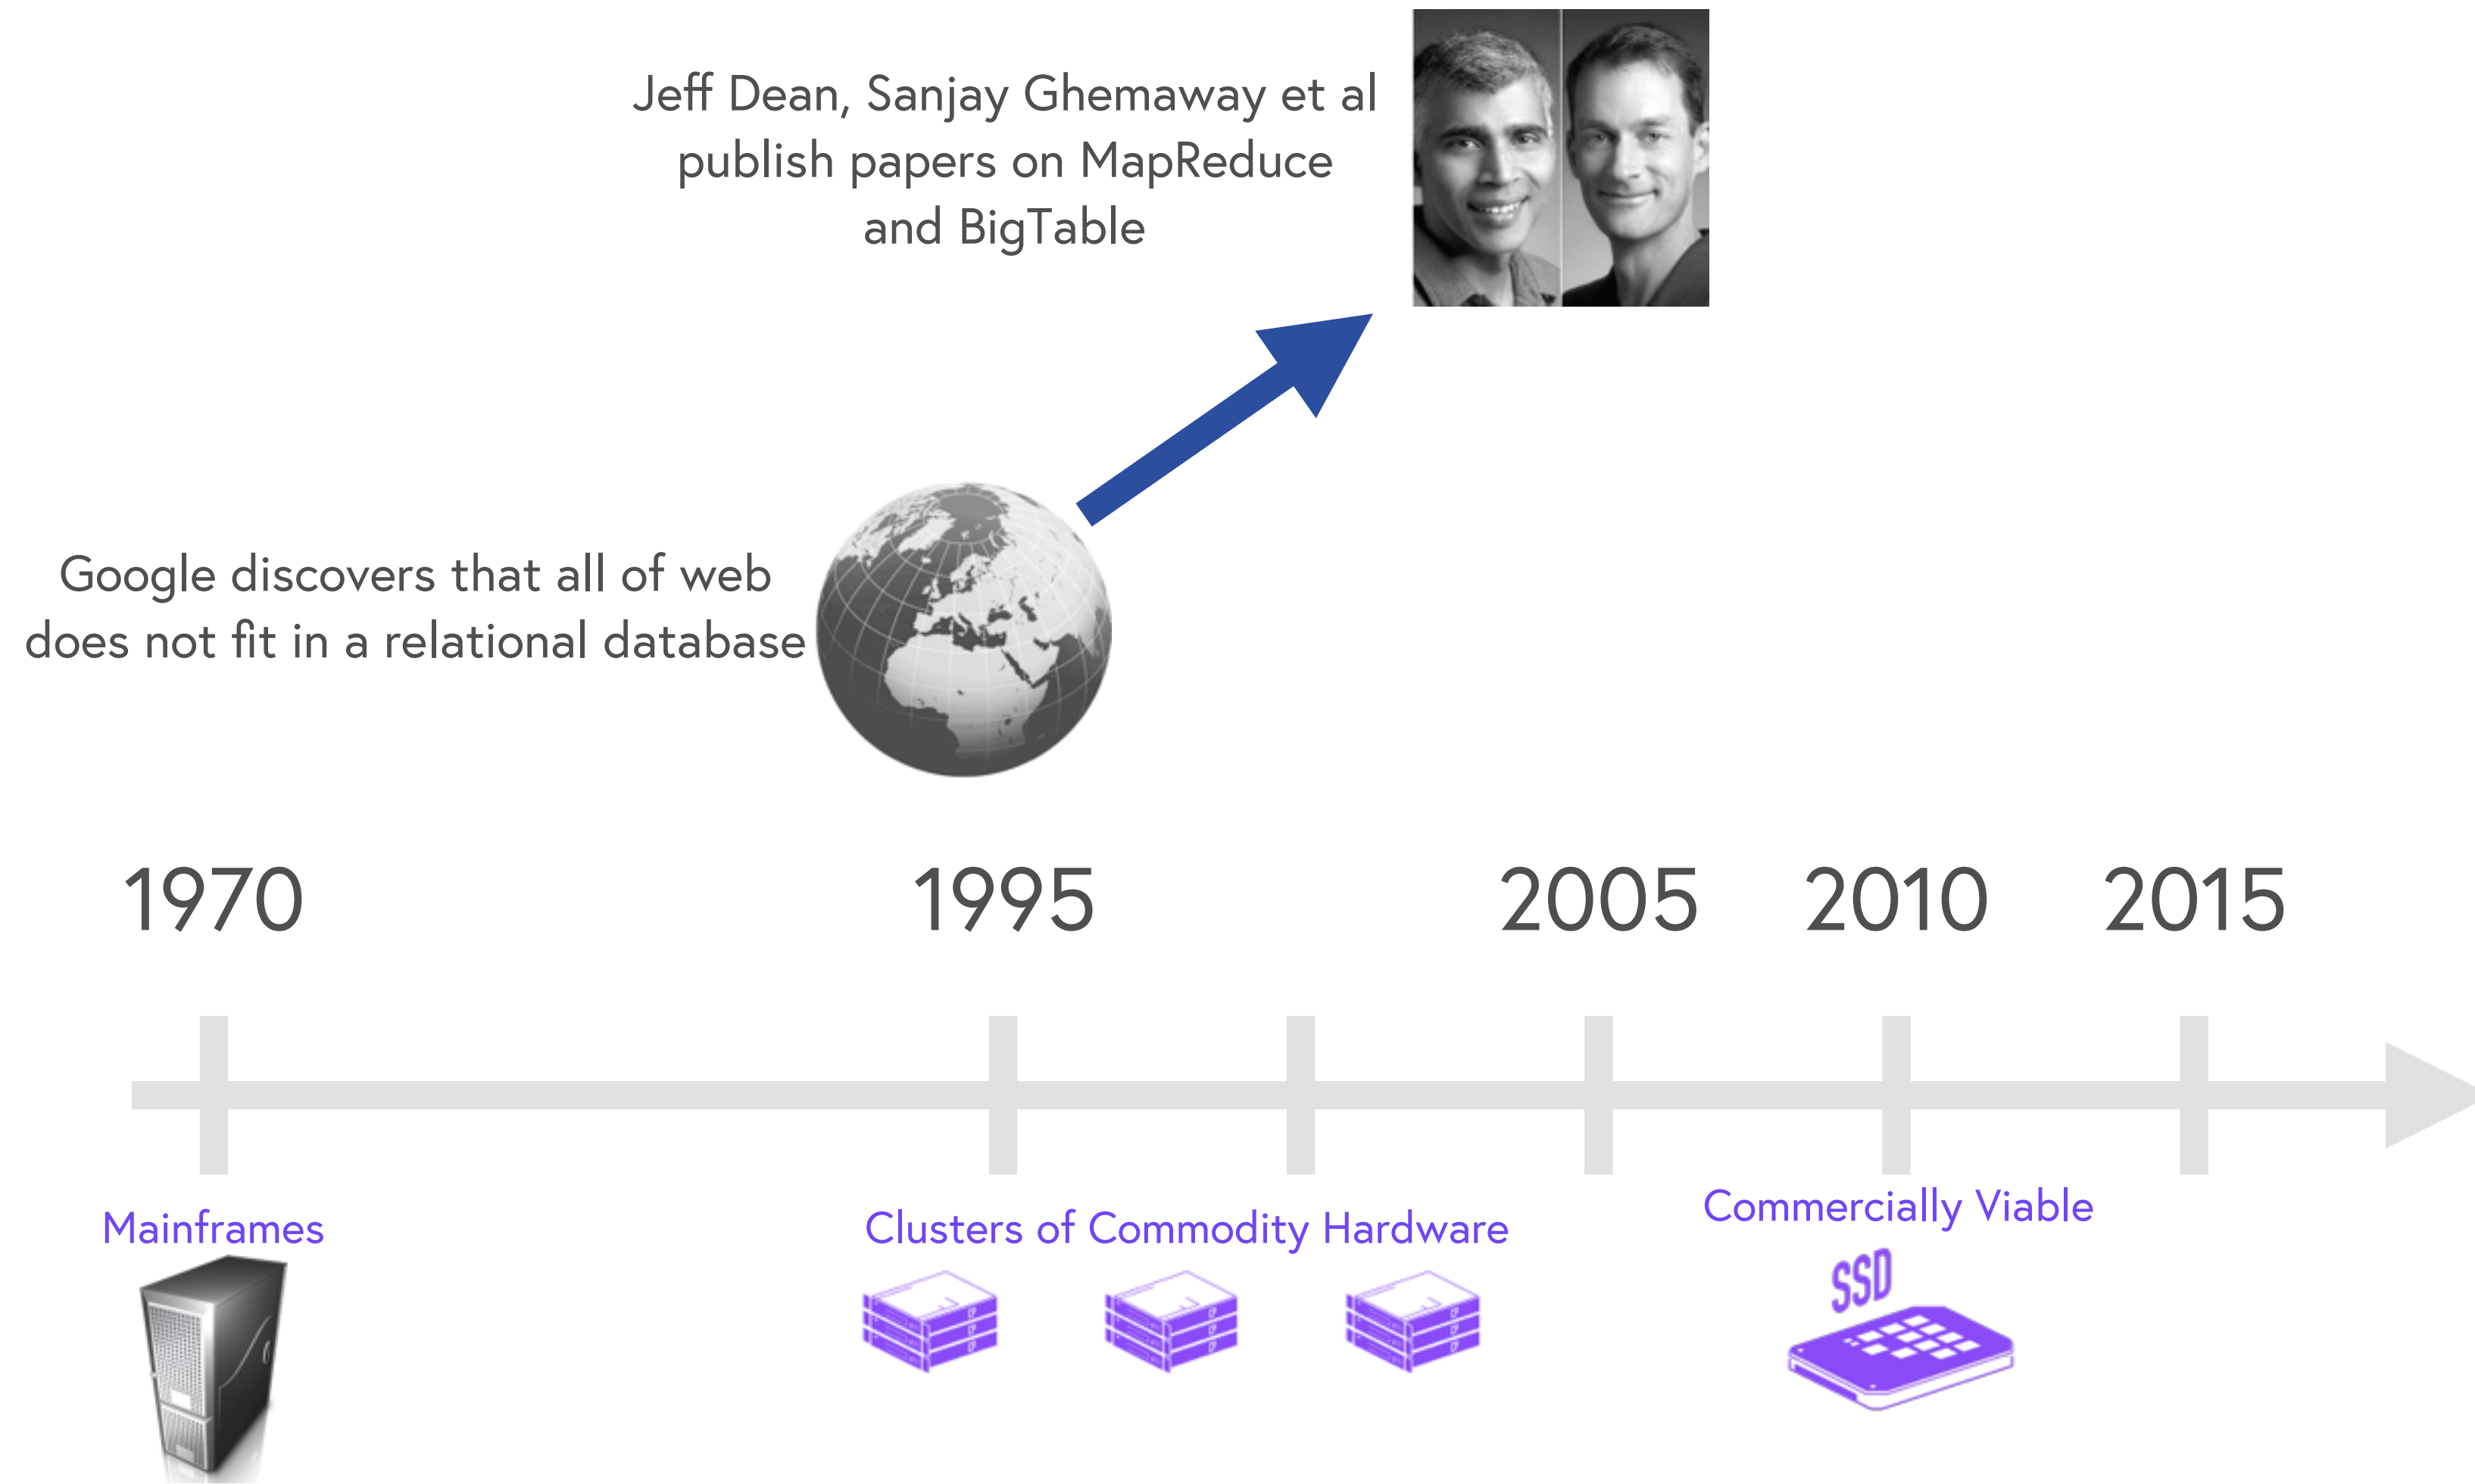 Jeff Dean, Sanjay Ghemaway et al
publish papers on MapReduce
and BigTable
Google discovers that all of web
does not fit in a relational database
1970
1995
2005
2010
2015
Mainframes
Clusters of Commodity Hardware
Commercially Viable
SSD